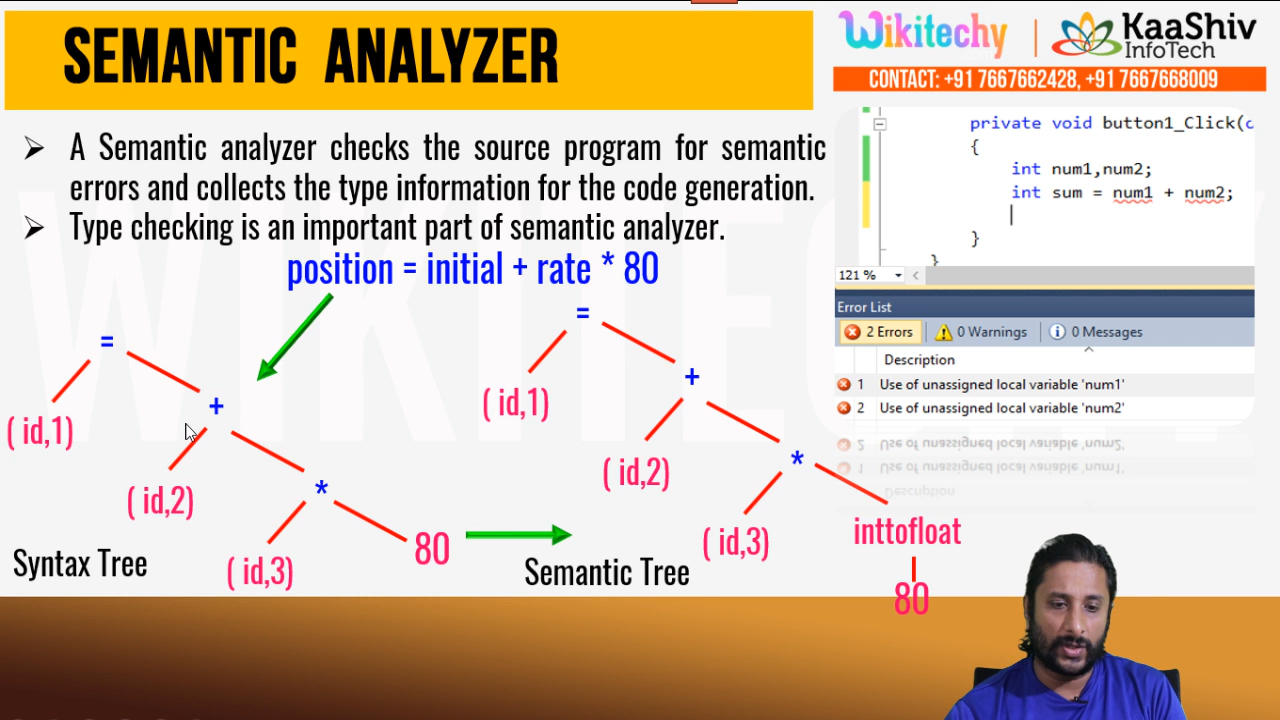 SEMANTIC ANALYZER
Wikitechy
KaaShiv
InfoTech
CONTACT: +91 7667662428, +91 7667668009
➢ A Semantic analyzer checks the source program for semantic
errors and collects the type information for the code generation.
➢ Type checking is an important part of semantic analyzer.
position = initial + rate * 80
=
( id,1)
+
( id,2)
*
( id,3)
80
Syntax Tree
=
( id,1)
+
( id,2)
*
( id,3)
inttofloat
80
Semantic Tree
private void button1_Click(
{
int num1,num2;
int sum = num1 + num2;
}
}
121 %
Error List
2 Errors
0 Warnings
0 Messages
Description
1 Use of unassigned local variable 'num1'
2 Use of unassigned local variable 'num2'
WIKITECHY